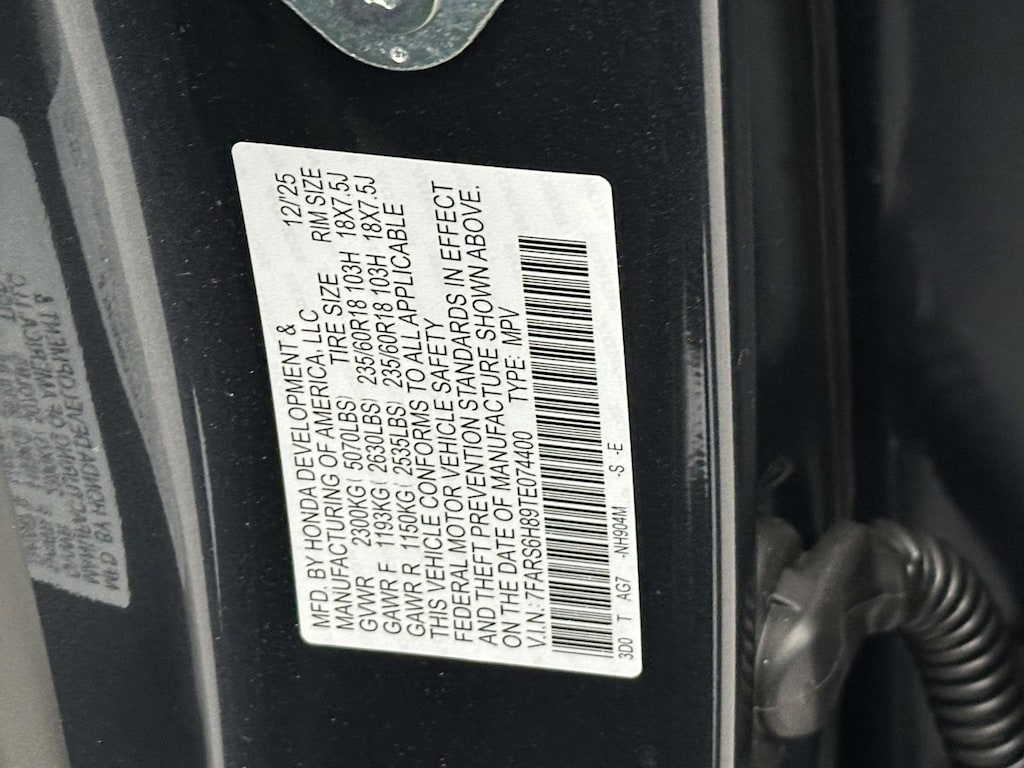 MFD. BY HONDA DEVELOPMENT & 12/'25
MANUFACTURING OF AMERICA, LLC
GVWR 2300KG ( 5070LBS) TIRE SIZE RIM SIZE
GAWR F 1193KG ( 2630LBS) 235/60R18 103H 18X7.5J
GAWR R 1150KG ( 2535LBS) 235/60R18 103H 18X7.5J
THIS VEHICLE CONFORMS TO ALL APPLICABLE
FEDERAL MOTOR VEHICLE SAFETY
AND THEFT PREVENTION STANDARDS IN EFFECT
ON THE DATE OF MANUFACTURE SHOWN ABOVE.
V.I.N.: 7FARS6H89TE074400 TYPE: MPV
3D0 T AG7 -NH904M -S -E